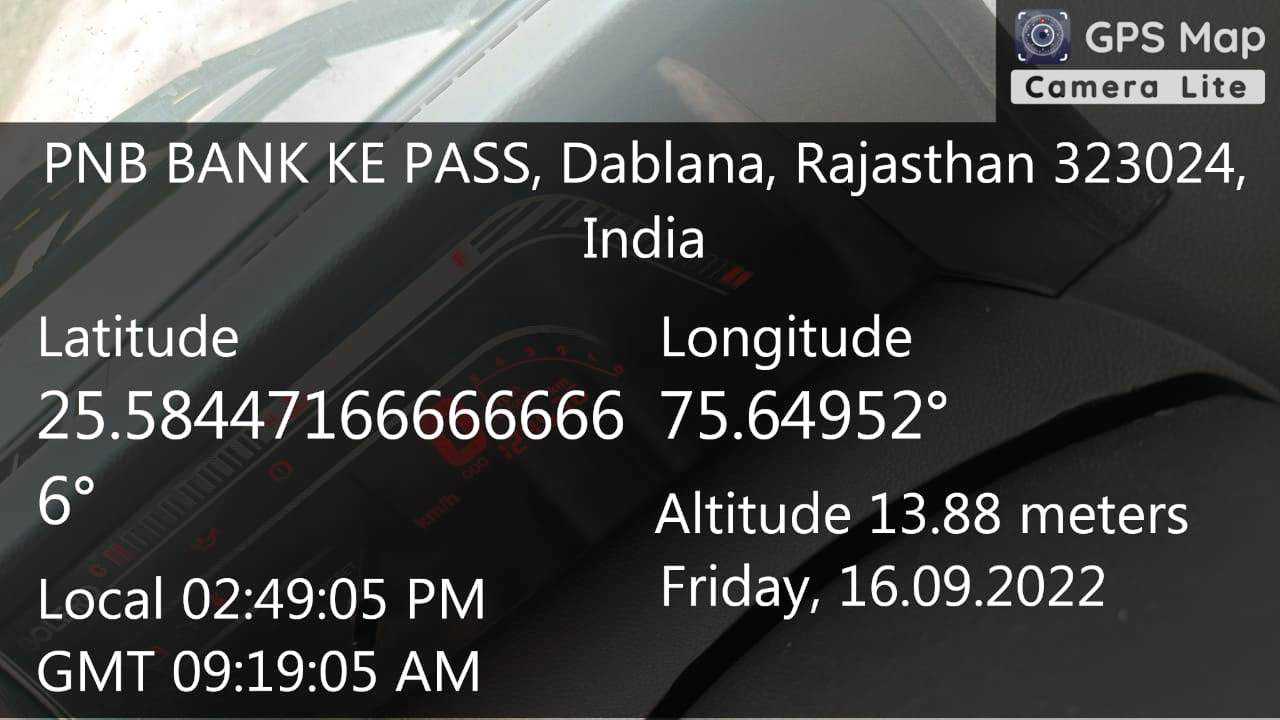 GPS Map
Camera Lite
PNB BANK KE PASS, Dablana, Rajasthan 323024,
India
Latitude
25.58447166666666
6°
Longitude
75.64952°
Altitude 13.88 meters
Friday, 16.09.2022
Local 02:49:05 PM
GMT 09:19:05 AM
F
km/h
C